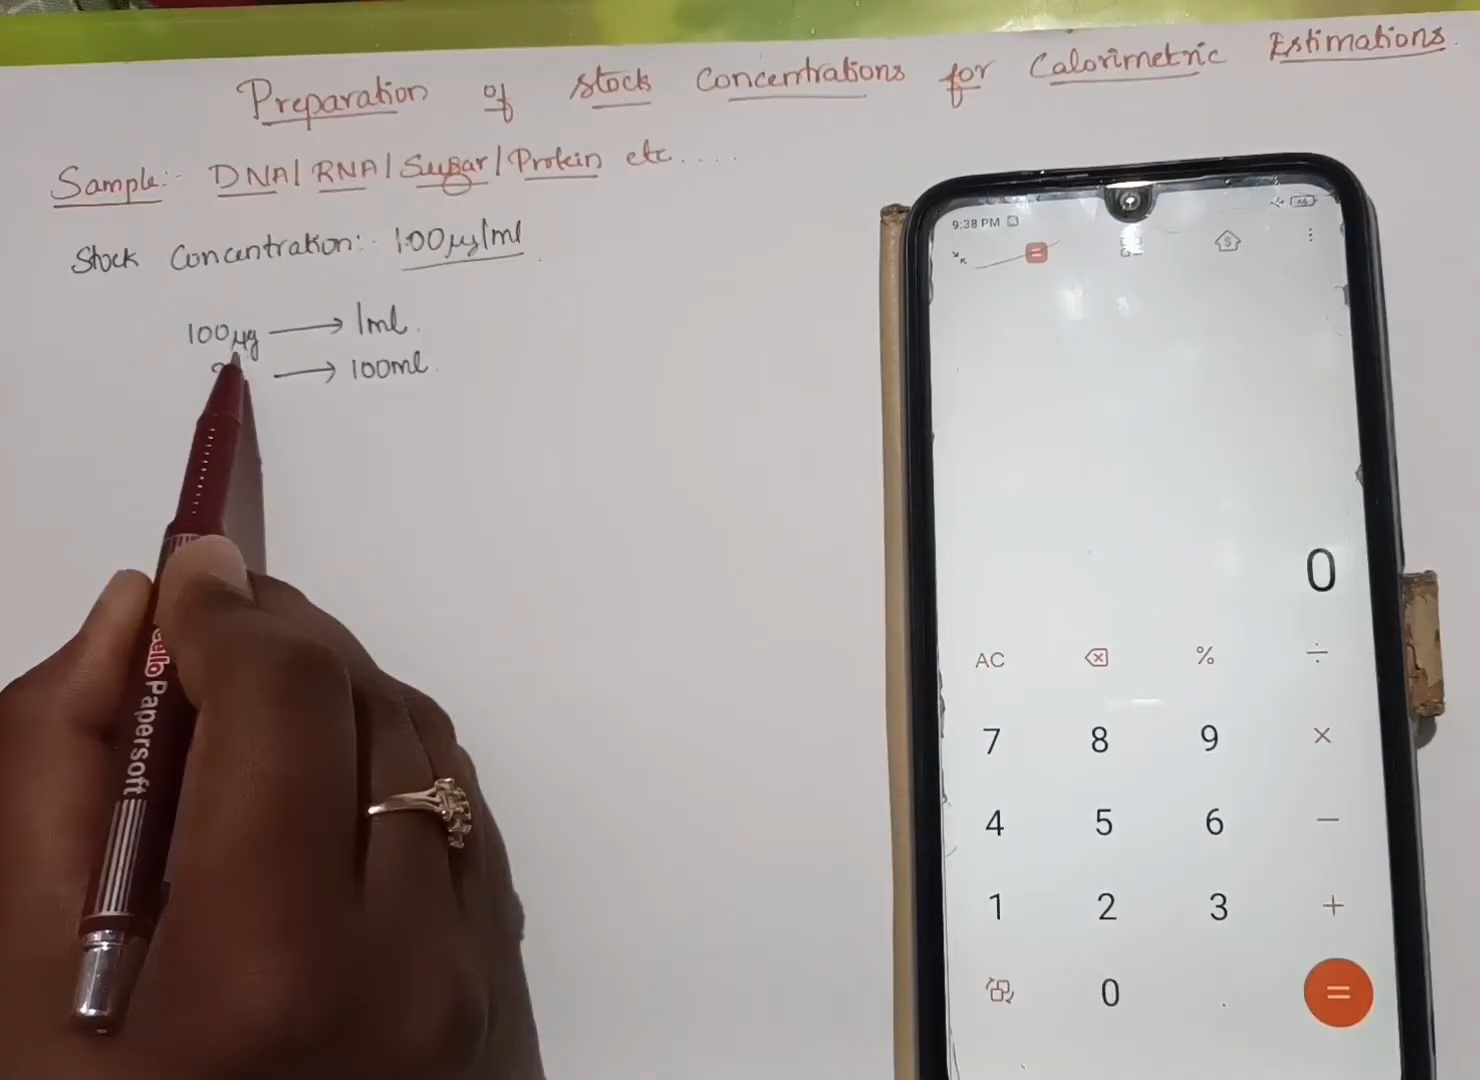 Preparation of stock Concentrations for Calorimetric Estimations.
Sample:- DNA/RNA/Sugar/Protein etc.....
Stock Concentration:- 100µg/ml.
100µg → 1ml.
→ 100ml.
cello Papersoft
9:38 PM
0
AC % ÷
7 8 9 ×
4 5 6 −
1 2 3 +
0 . =